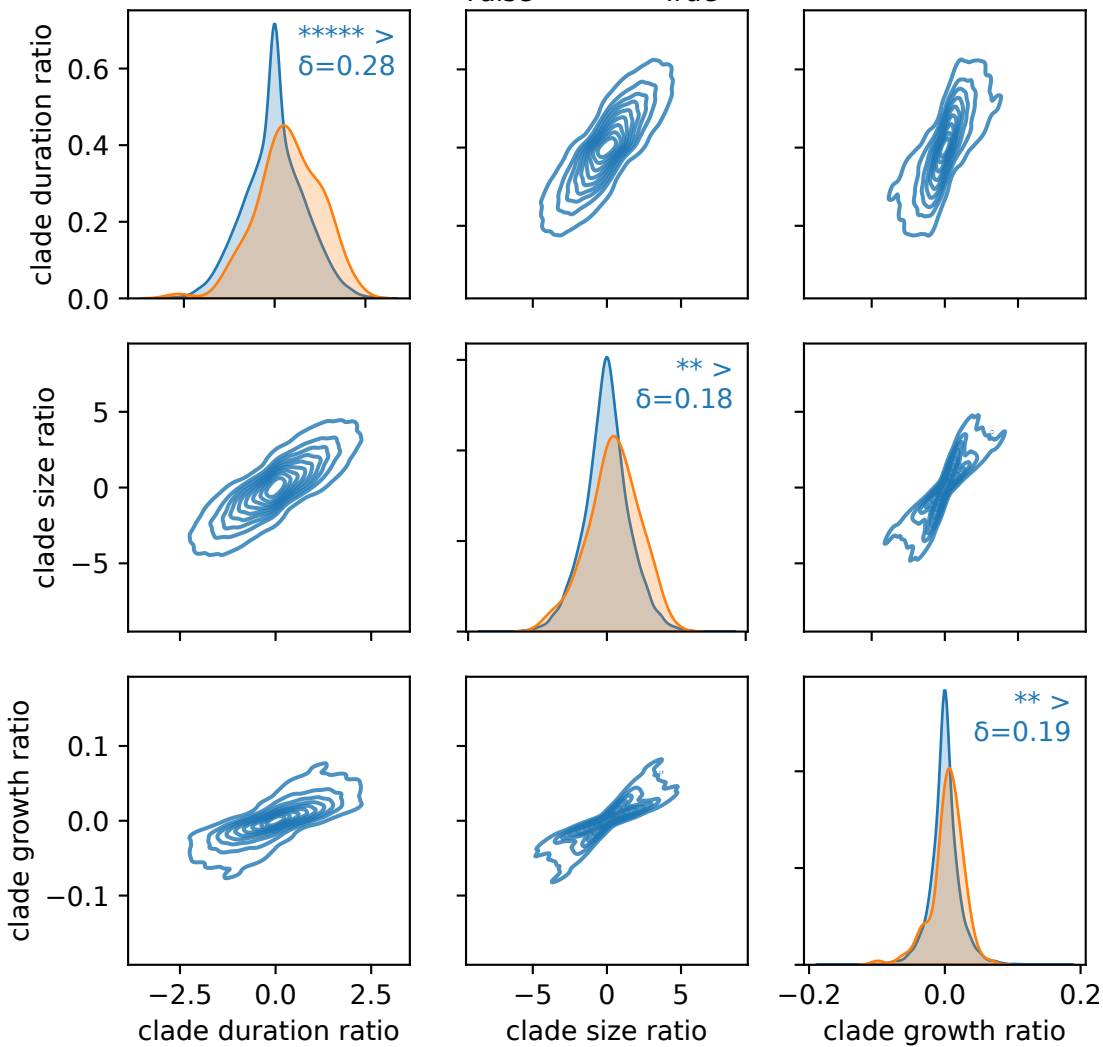 ***** >
δ=0.28
clade duration ratio
0.6
0.4
0.2
0.0
** >
δ=0.18
clade size ratio
5
0
−5
** >
δ=0.19
clade growth ratio
0.1
0.0
−0.1
−2.5 0.0 2.5
−5 0 5
−0.2 0.0 0.2
clade duration ratio
clade size ratio
clade growth ratio